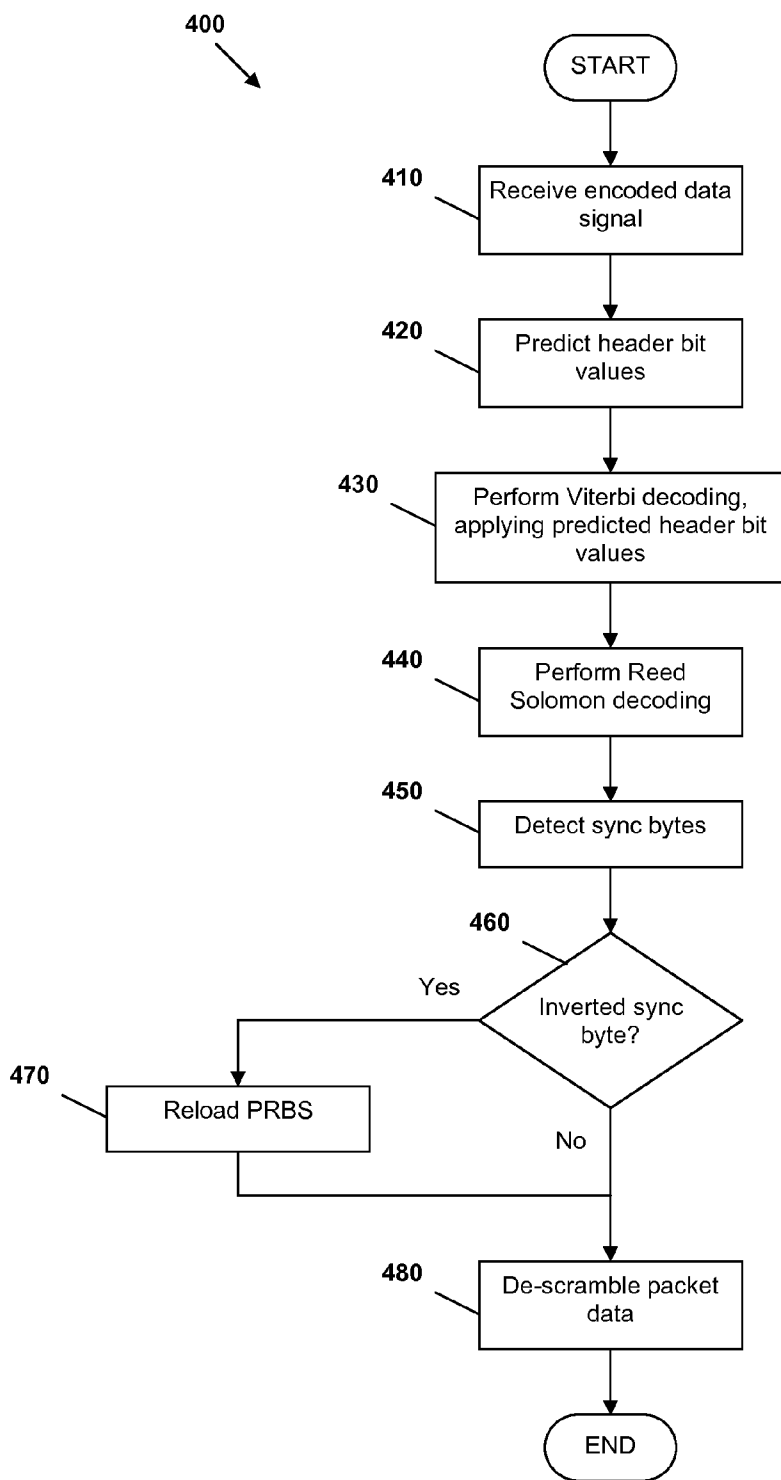 400
START
410
Receive encoded data
signal
420
Predict header bit
values
430
Perform Viterbi decoding,
applying predicted header bit
values
440
Perform Reed
Solomon decoding
450
Detect sync bytes
460
Yes
Inverted sync
byte?
470
Reload PRBS
No
480
De-scramble packet
data
END